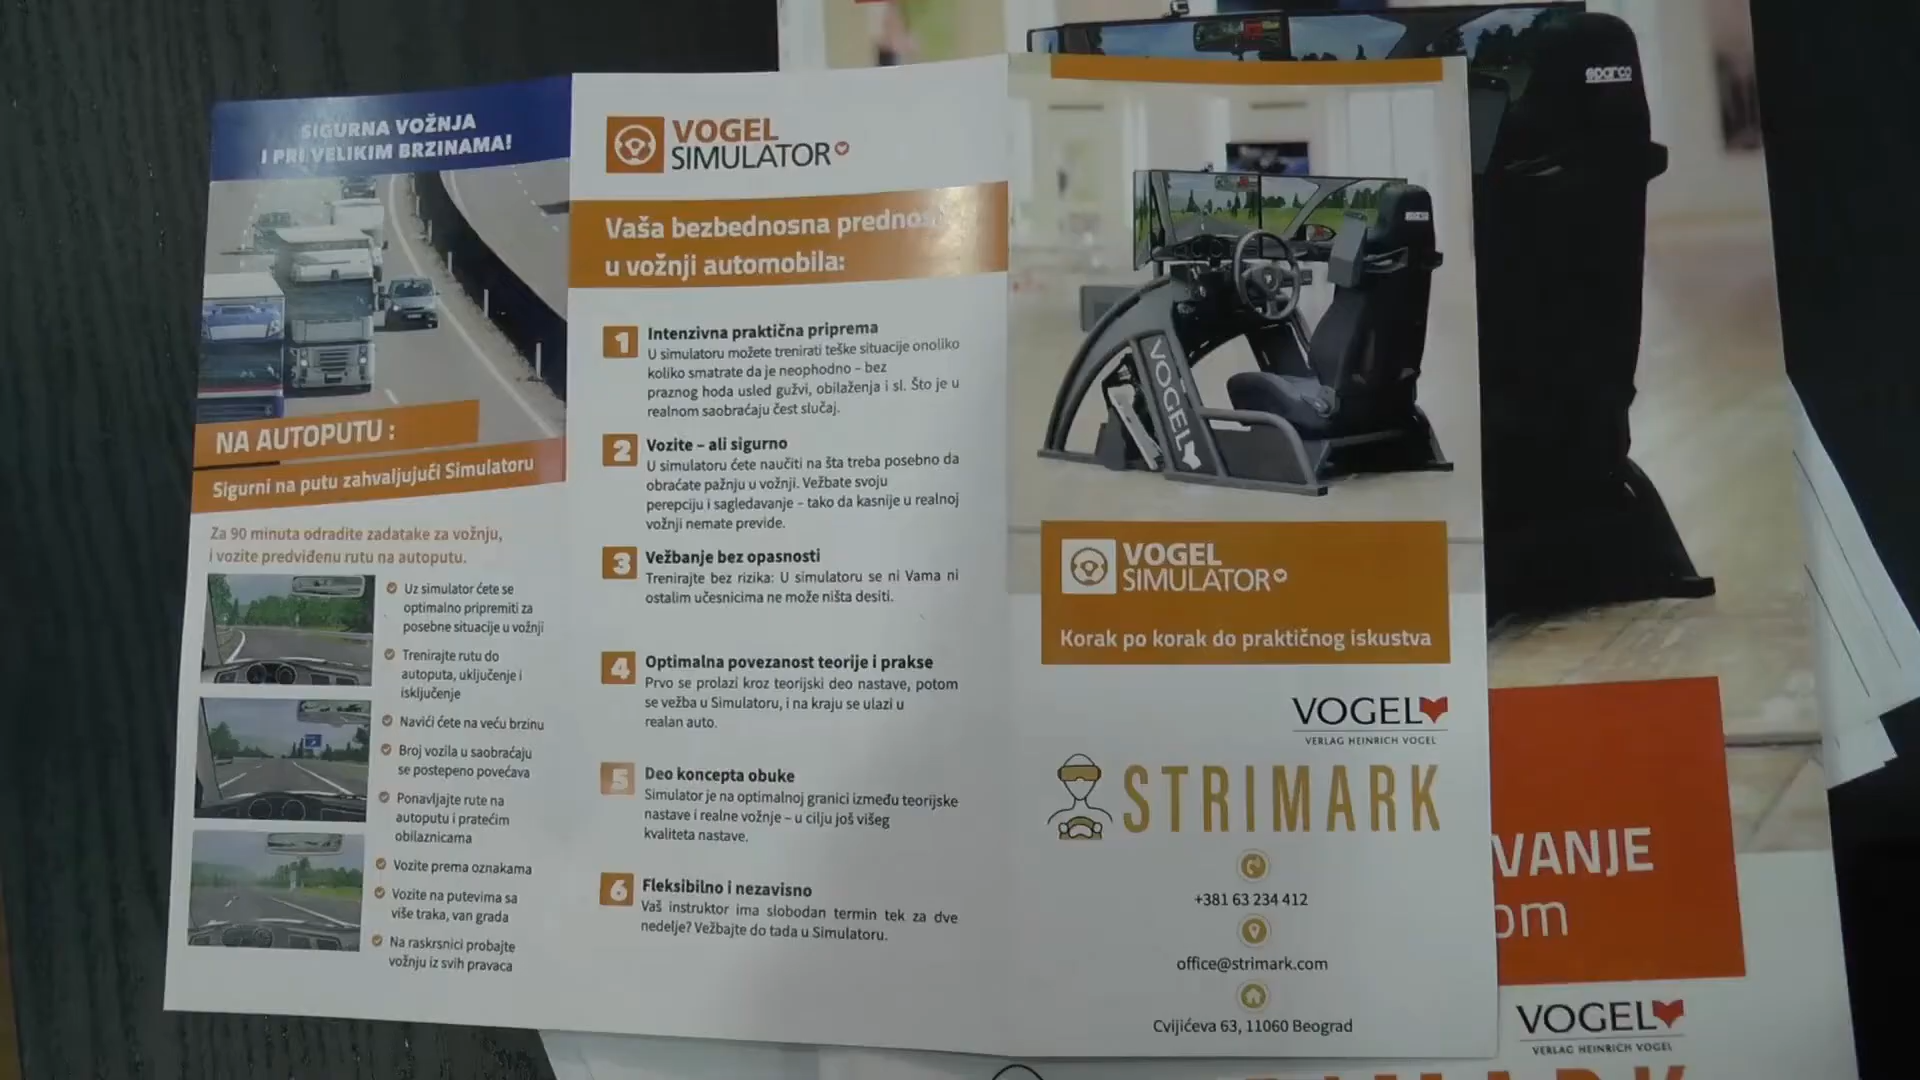 SIGURNA VOŽNJA
I PRI VELIKIM BRZINAMA!
NA AUTOPUTU :
Sigurni na putu zahvaljujući Simulatoru
Za 90 minuta odradite zadatake za vožnju,
i vozite predviđenu rutu na autoputu.
Uz simulator ćete se
optimalno pripremiti za
posebne situacije u vožnji
Trenirajte rutu do
autoputa, uključenje i
isključenje
Navići ćete na veću brzinu
Broj vozila u saobraćaju
se postepeno povećava
Ponavljajte rute na
autoputu i pratećim
obilaznicama
Vozite prema oznakama
Vozite na putevima sa
više traka, van grada
Na raskrsnici probajte
vožnju iz svih pravaca
VOGEL
SIMULATOR
Vaša bezbednosna prednost
u vožnji automobila:
1 Intenzivna praktična priprema
U simulatoru možete trenirati teške situacije onoliko
koliko smatrate da je neophodno – bez
praznog hoda usled gužvi, obilaženja i sl. Što je u
realnom saobraćaju čest slučaj.
2 Vozite – ali sigurno
U simulatoru ćete naučiti na šta treba posebno da
obraćate pažnju u vožnji. Vežbate svoju
perepciju i sagledavanje – tako da kasnije u realnoj
vožnji nemate previde.
3 Vežbanje bez opasnosti
Trenirajte bez rizika: U simulatoru se ni Vama ni
ostalim učesnicima ne može ništa desiti.
4 Optimalna povezanost teorije i prakse
Prvo se prolazi kroz teorijski deo nastave, potom
se vežba u Simulatoru, i na kraju se ulazi u
realan auto.
5 Deo koncepta obuke
Simulator je na optimalnoj granici između teorijske
nastave i realne vožnje – u cilju još višeg
kvaliteta nastave.
6 Fleksibilno i nezavisno
Vaš instruktor ima slobodan termin tek za dve
nedelje? Vežbajte do tada u Simulatoru.
VOGEL
VOGEL
SIMULATOR
Korak po korak do praktičnog iskustva
VOGEL
VERLAG HEINRICH VOGEL
STRIMARK
+381 63 234 412
office@strimark.com
Cvijićeva 63, 11060 Beograd
sparco
VANJE
om
VOGEL
VERLAG HEINRICH VOGEL